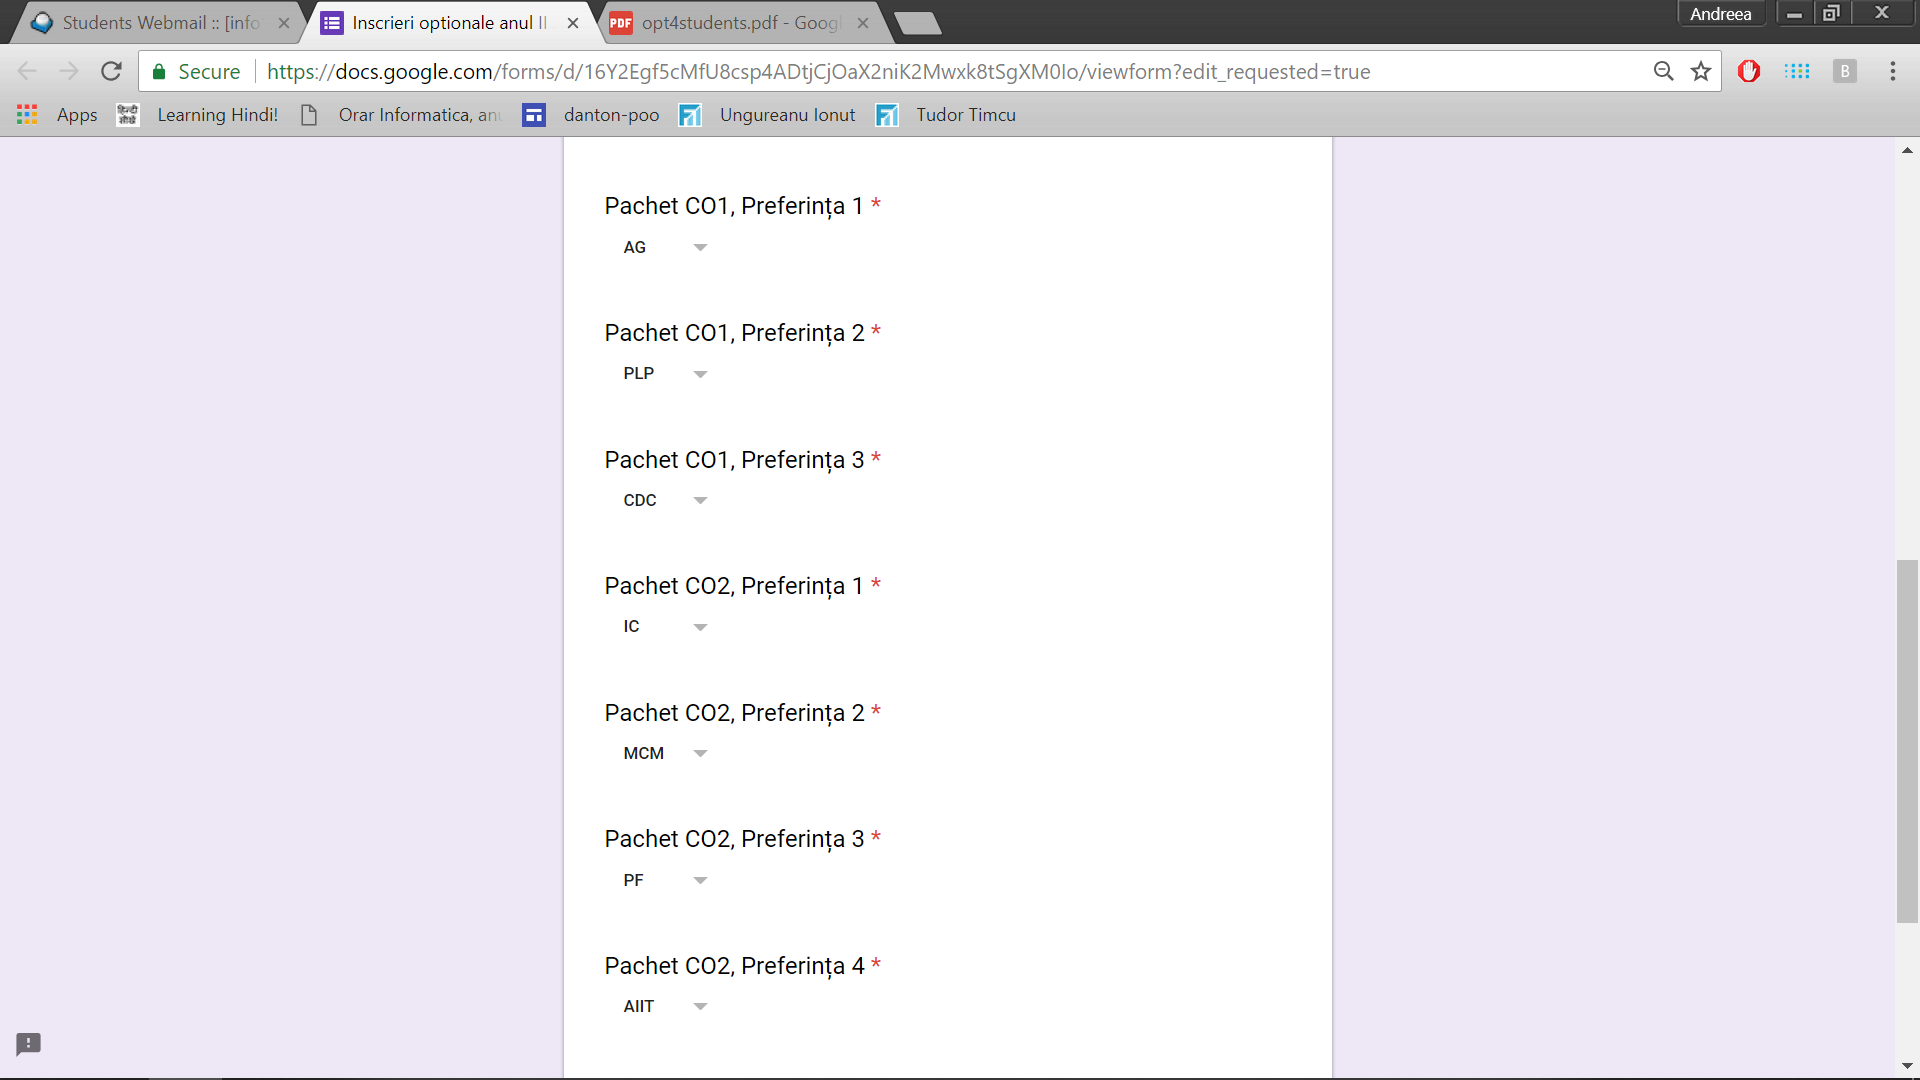 Students Webmail :: [info
Inscrieri optionale anul II
PDF opt4students.pdf - Googl
Andreea
Secure https://docs.google.com/forms/d/16Y2Egf5cMfU8csp4ADtjCjOaX2niK2Mwxk8tSgXM0Io/viewform?edit_requested=true
B
Apps Learning Hindi! Orar Informatica, anu danton-poo Ungureanu Ionut Tudor Timcu
Pachet CO1, Preferința 1 *
AG
Pachet CO1, Preferința 2 *
PLP
Pachet CO1, Preferința 3 *
CDC
Pachet CO2, Preferința 1 *
IC
Pachet CO2, Preferința 2 *
MCM
Pachet CO2, Preferința 3 *
PF
Pachet CO2, Preferința 4 *
AIIT